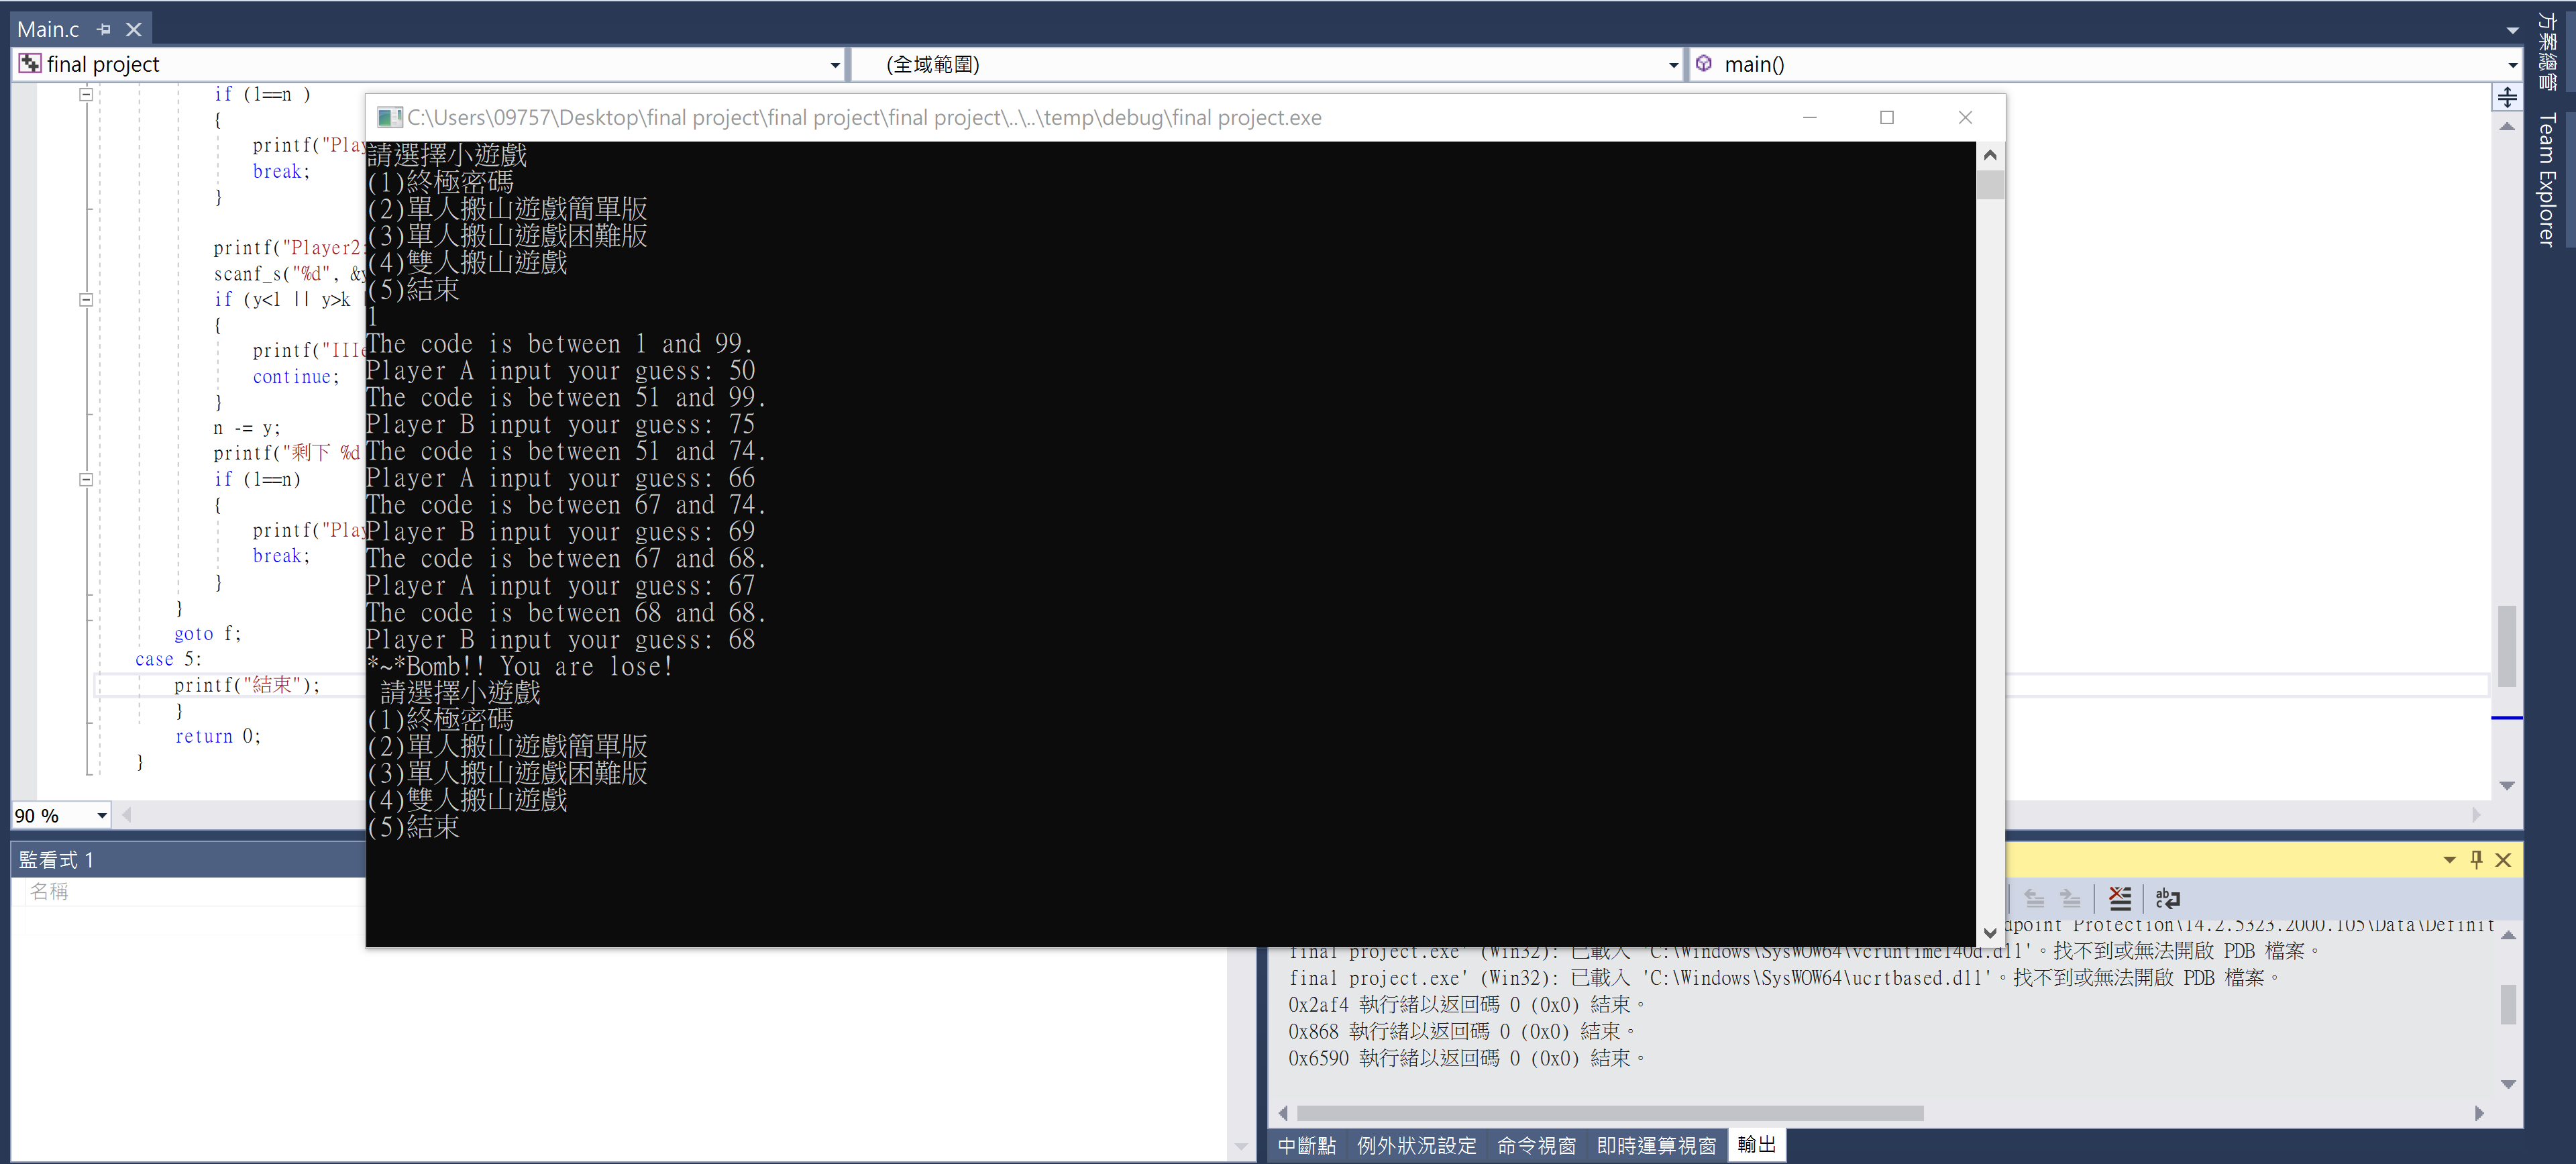 Main.c
final project
(全域範圍)
main()
方案總管
Team Explorer
if (l==n )
{
printf("Play
break;
}
printf("Player2:
scanf_s("%d", &y
if (y<l || y>k
{
printf("IIIe
continue;
}
n -= y;
printf("剩下 %d
if (l==n)
{
printf("Play
break;
}
}
goto f;
case 5:
printf("結束");
}
return 0;
}
90 %
C:\Users\09757\Desktop\final project\final project\final project\..\..\temp\debug\final project.exe
請選擇小遊戲
(1)終極密碼
(2)單人搬山遊戲簡單版
(3)單人搬山遊戲困難版
(4)雙人搬山遊戲
(5)結束
1
The code is between 1 and 99.
Player A input your guess: 50
The code is between 51 and 99.
Player B input your guess: 75
The code is between 51 and 74.
Player A input your guess: 66
The code is between 67 and 74.
Player B input your guess: 69
The code is between 67 and 68.
Player A input your guess: 67
The code is between 68 and 68.
Player B input your guess: 68
*~*Bomb!! You are lose!
請選擇小遊戲
(1)終極密碼
(2)單人搬山遊戲簡單版
(3)單人搬山遊戲困難版
(4)雙人搬山遊戲
(5)結束
監看式 1
名稱
dpoint Protection\14.2.5323.2000.105\Data\Definit
final project.exe' (Win32): 已載入 'C:\Windows\SysWOW64\vcruntime140d.dll'。找不到或無法開啟 PDB 檔案。
final project.exe' (Win32): 已載入 'C:\Windows\SysWOW64\ucrtbased.dll'。找不到或無法開啟 PDB 檔案。
0x2af4 執行緒以返回碼 0 (0x0) 結束。
0x868 執行緒以返回碼 0 (0x0) 結束。
0x6590 執行緒以返回碼 0 (0x0) 結束。
中斷點 例外狀況設定 命令視窗 即時運算視窗 輸出